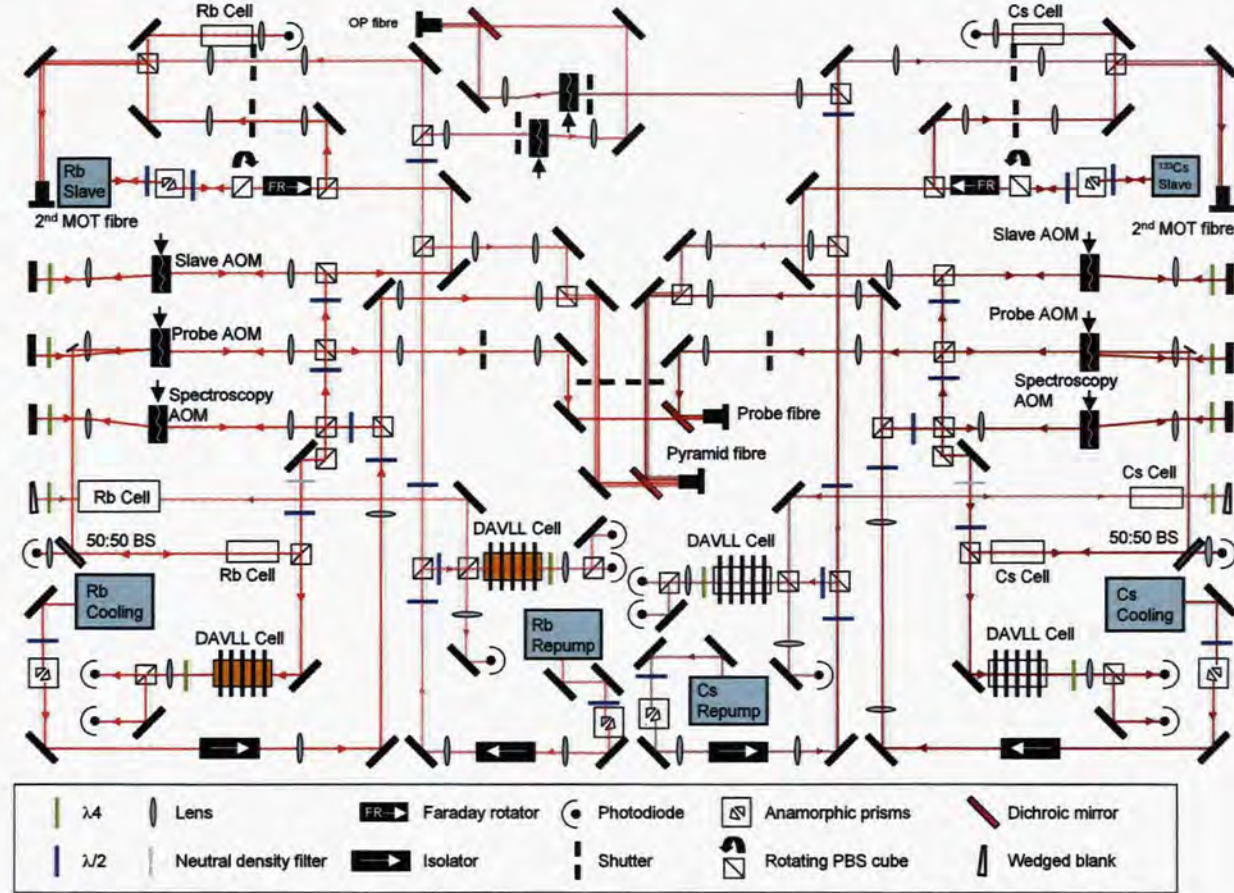 Rb Cell
OP fibre
Cs Cell
Rb
Slave
FR
FR
¹³³Cs
Slave
2nd MOT fibre
2nd MOT fibre
Slave AOM
Slave AOM
Probe AOM
Probe AOM
Spectroscopy
AOM
Spectroscopy
AOM
Probe fibre
Pyramid fibre
Rb Cell
Cs Cell
DAVLL Cell
DAVLL Cell
50:50 BS
50:50 BS
Rb Cell
Cs Cell
Rb
Cooling
Rb
Repump
Cs
Cooling
DAVLL Cell
DAVLL Cell
Cs
Repump
λ4
Lens
FR
Faraday rotator
Photodiode
Anamorphic prisms
Dichroic mirror
λ/2
Neutral density filter
Isolator
Shutter
Rotating PBS cube
Wedged blank